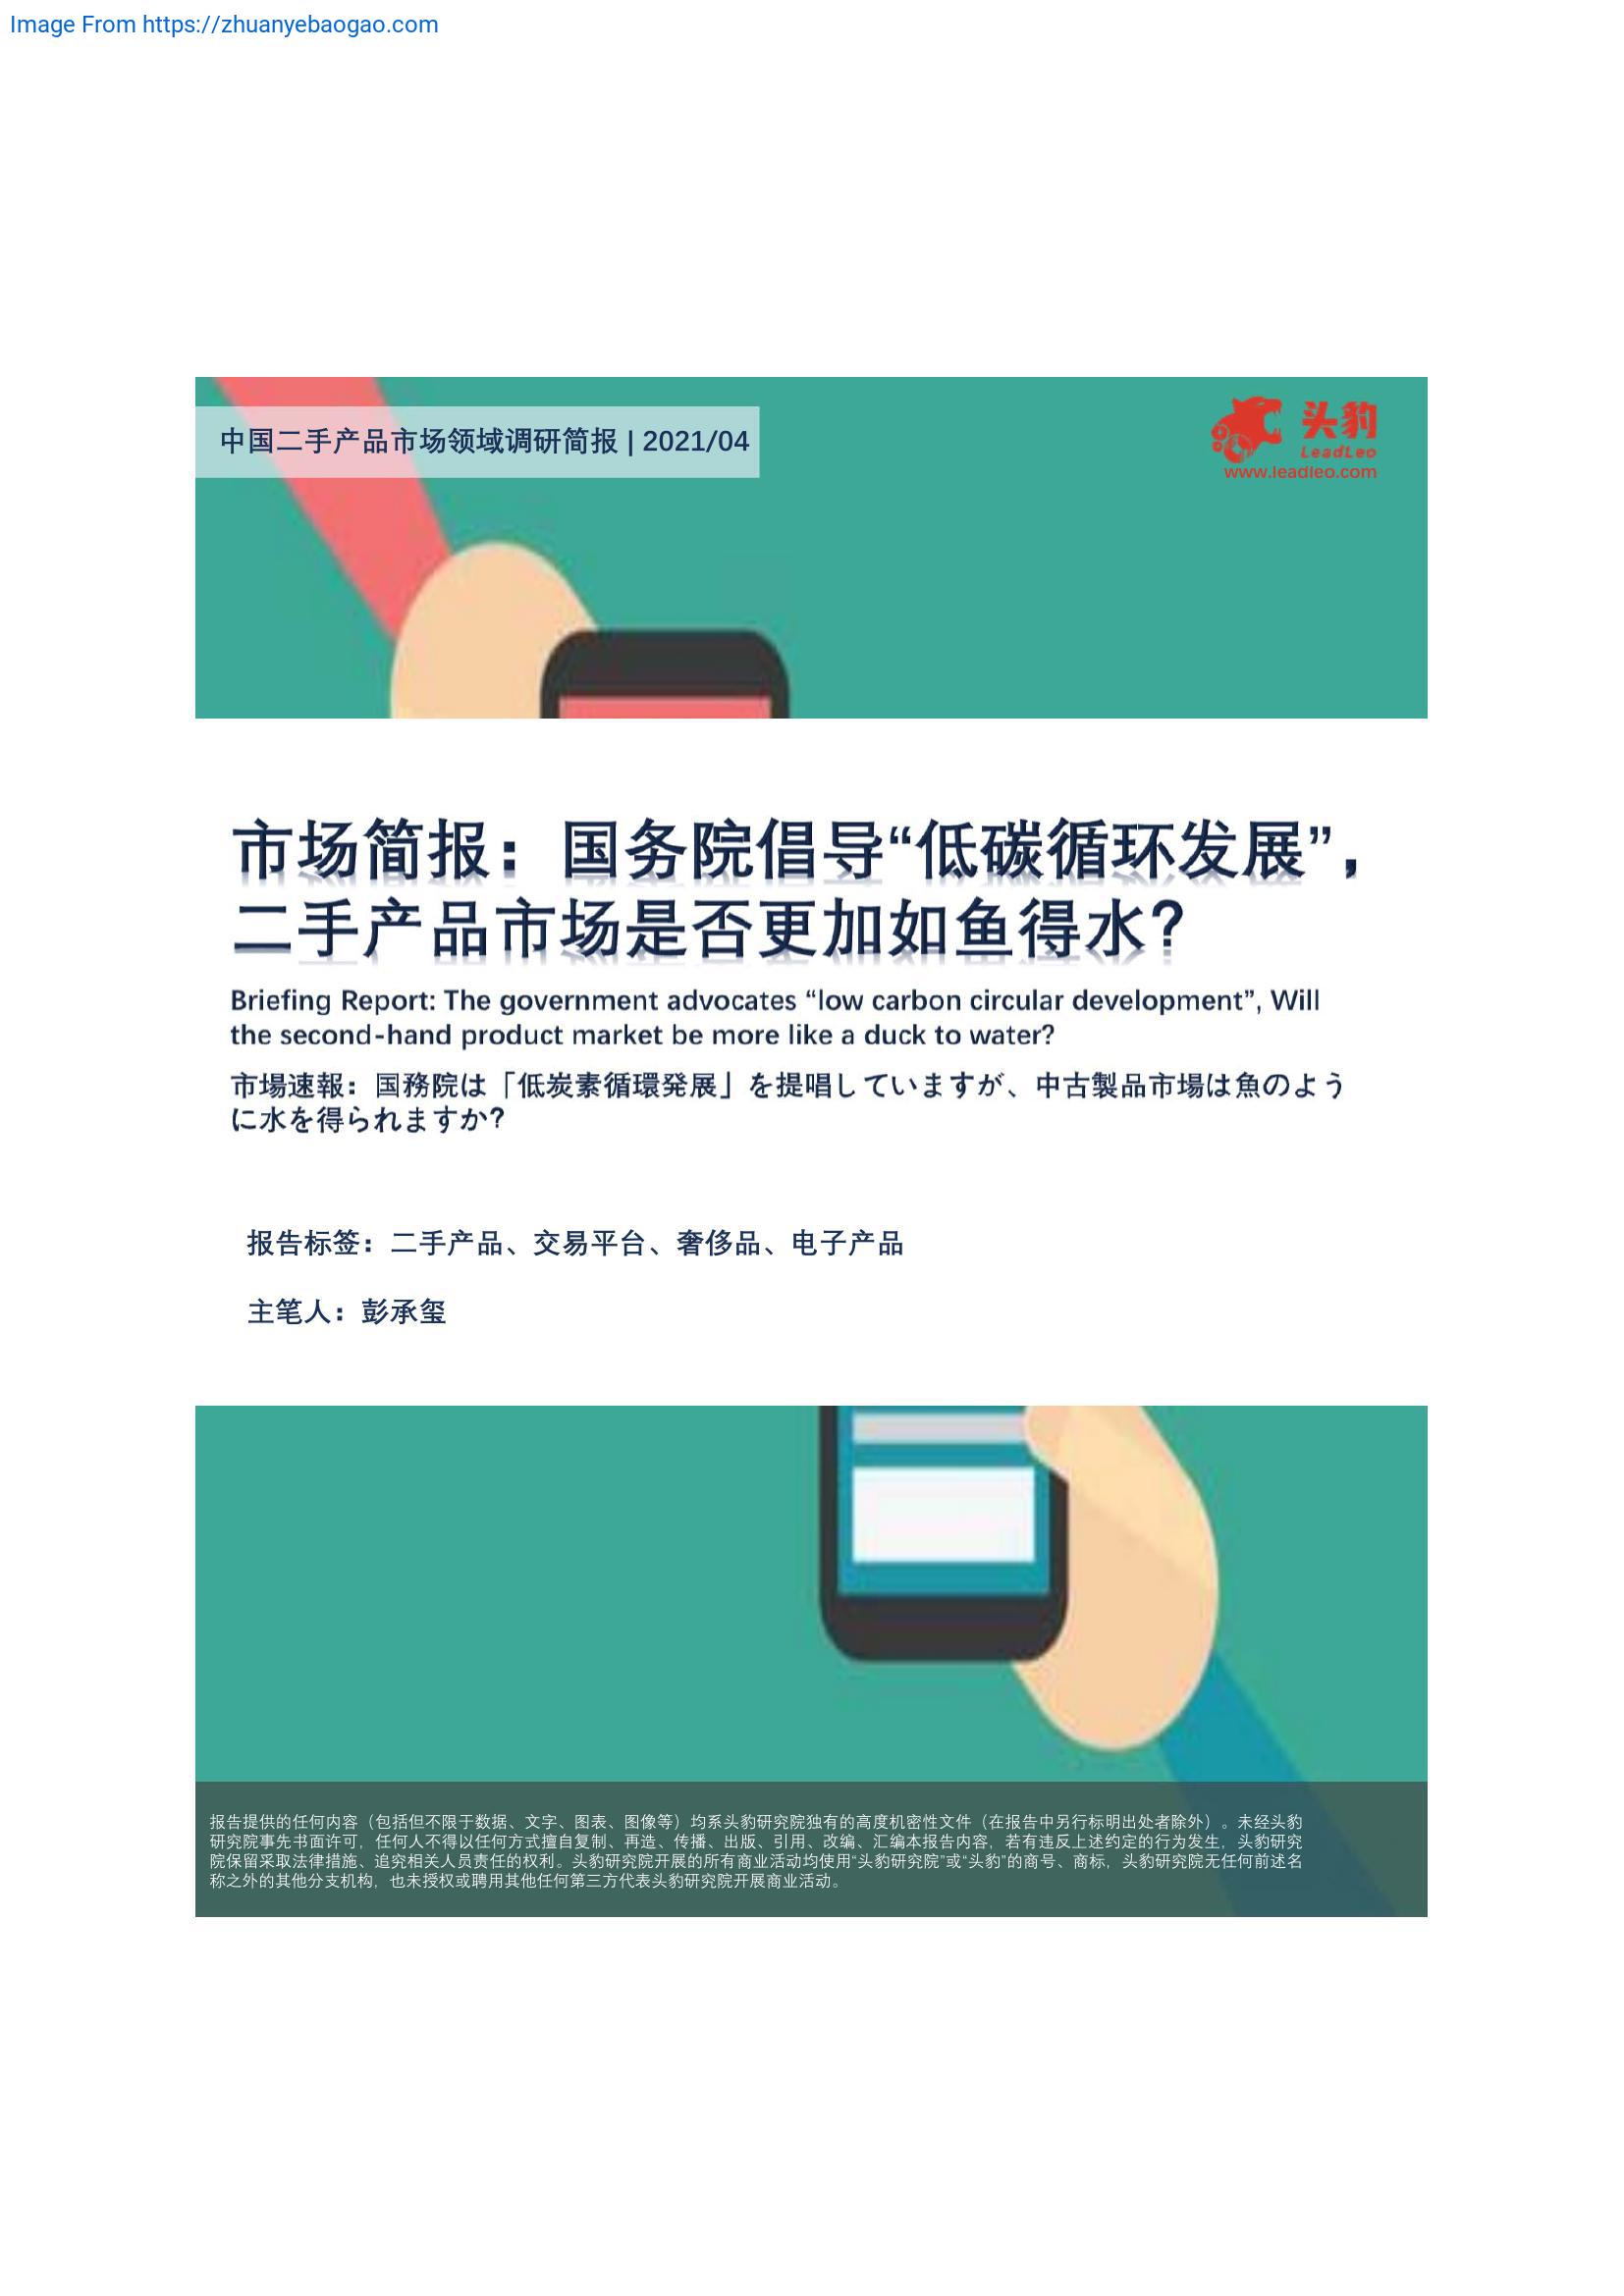 Image From https://zhuanyebaogao.com
中国二手产品市场领域调研简报 | 2021/04
头豹
LeadLeo
www.leadleo.com
市场简报：国务院倡导“低碳循环发展”，
二手产品市场是否更加如鱼得水？
Briefing Report: The government advocates “low carbon circular development”, Will
the second-hand product market be more like a duck to water?
市場速報：国務院は「低炭素循環発展」を提唱していますが、中古製品市場は魚のよう
に水を得られますか？
报告标签：二手产品、交易平台、奢侈品、电子产品
主笔人：彭承玺
报告提供的任何内容（包括但不限于数据、文字、图表、图像等）均系头豹研究院独有的高度机密性文件（在报告中另行标明出处者除外）。未经头豹
研究院事先书面许可，任何人不得以任何方式擅自复制、再造、传播、出版、引用、改编、汇编本报告内容，若有违反上述约定的行为发生，头豹研究
院保留采取法律措施、追究相关人员责任的权利。头豹研究院开展的所有商业活动均使用“头豹研究院”或“头豹”的商号、商标，头豹研究院无任何前述名
称之外的其他分支机构，也未授权或聘用其他任何第三方代表头豹研究院开展商业活动。